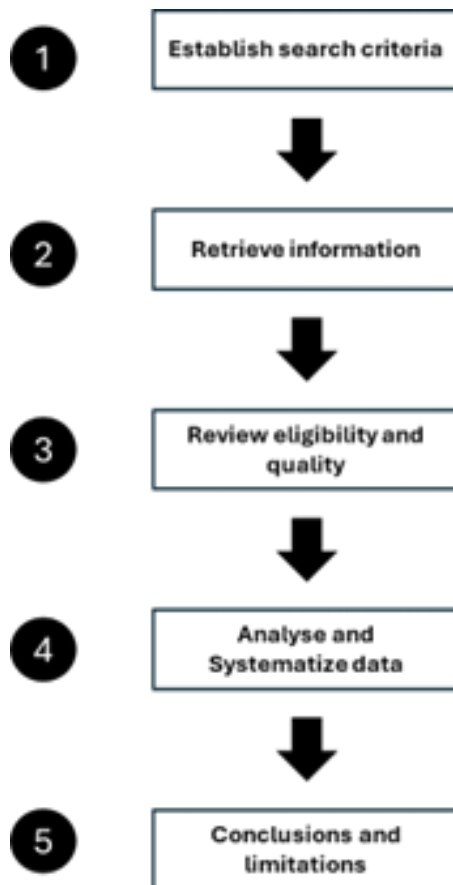 1
Establish search criteria
2
Retrieve information
3
Review eligibility and
quality
4
Analyse and
Systematize data
5
Conclusions and
limitations